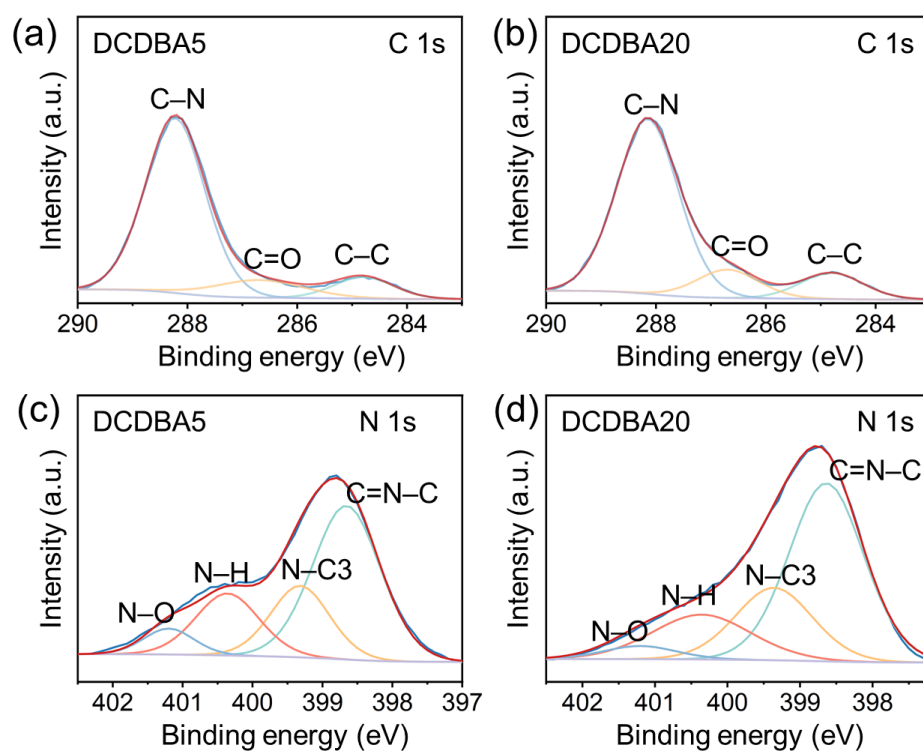 (a)
DCDBA5 C 1s
C–N
C=O
C–C
Intensity (a.u.)
290 288 286 284
Binding energy (eV)
(b)
DCDBA20 C 1s
C–N
C=O
C–C
Intensity (a.u.)
290 288 286 284
Binding energy (eV)
(c)
DCDBA5 N 1s
C=N–C
N–H
N–C3
N–O
Intensity (a.u.)
402 401 400 399 398 397
Binding energy (eV)
(d)
DCDBA20 N 1s
C=N–C
N–C3
N–H
N–O
Intensity (a.u.)
402 401 400 399 398
Binding energy (eV)